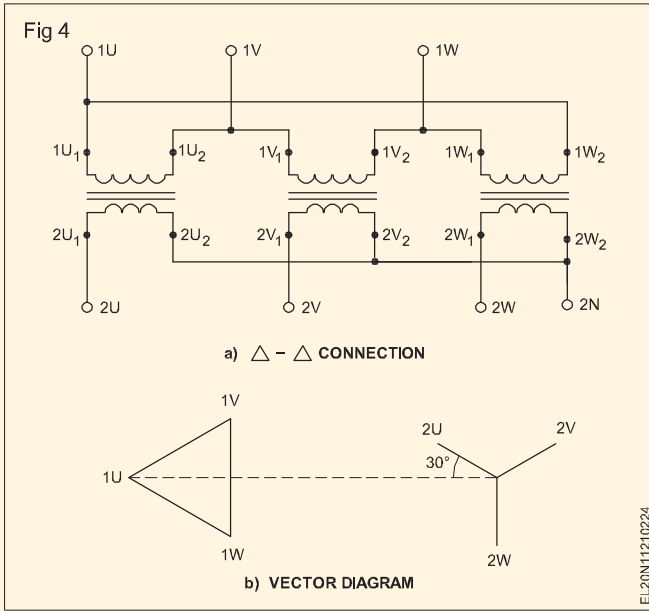 Fig 4
1U 1V 1W
1U1 1U2 1V1 1V2 1W1 1W2
2U1 2U2 2V1 2V2 2W1 2W2
2U 2V 2W 2N
a) △ – △ CONNECTION
1V
2U 2V
30°
1U
1W
2W
b) VECTOR DIAGRAM
EL20N11210224